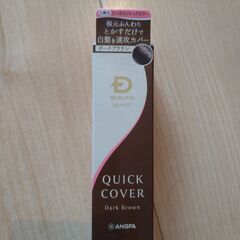 根元ふんわり
とかすだけで
白髪を速攻カバー
ダークブラウン
SCALP-D
BEAUTÉ
QUICK
COVER
Dark Brown
ANGFA